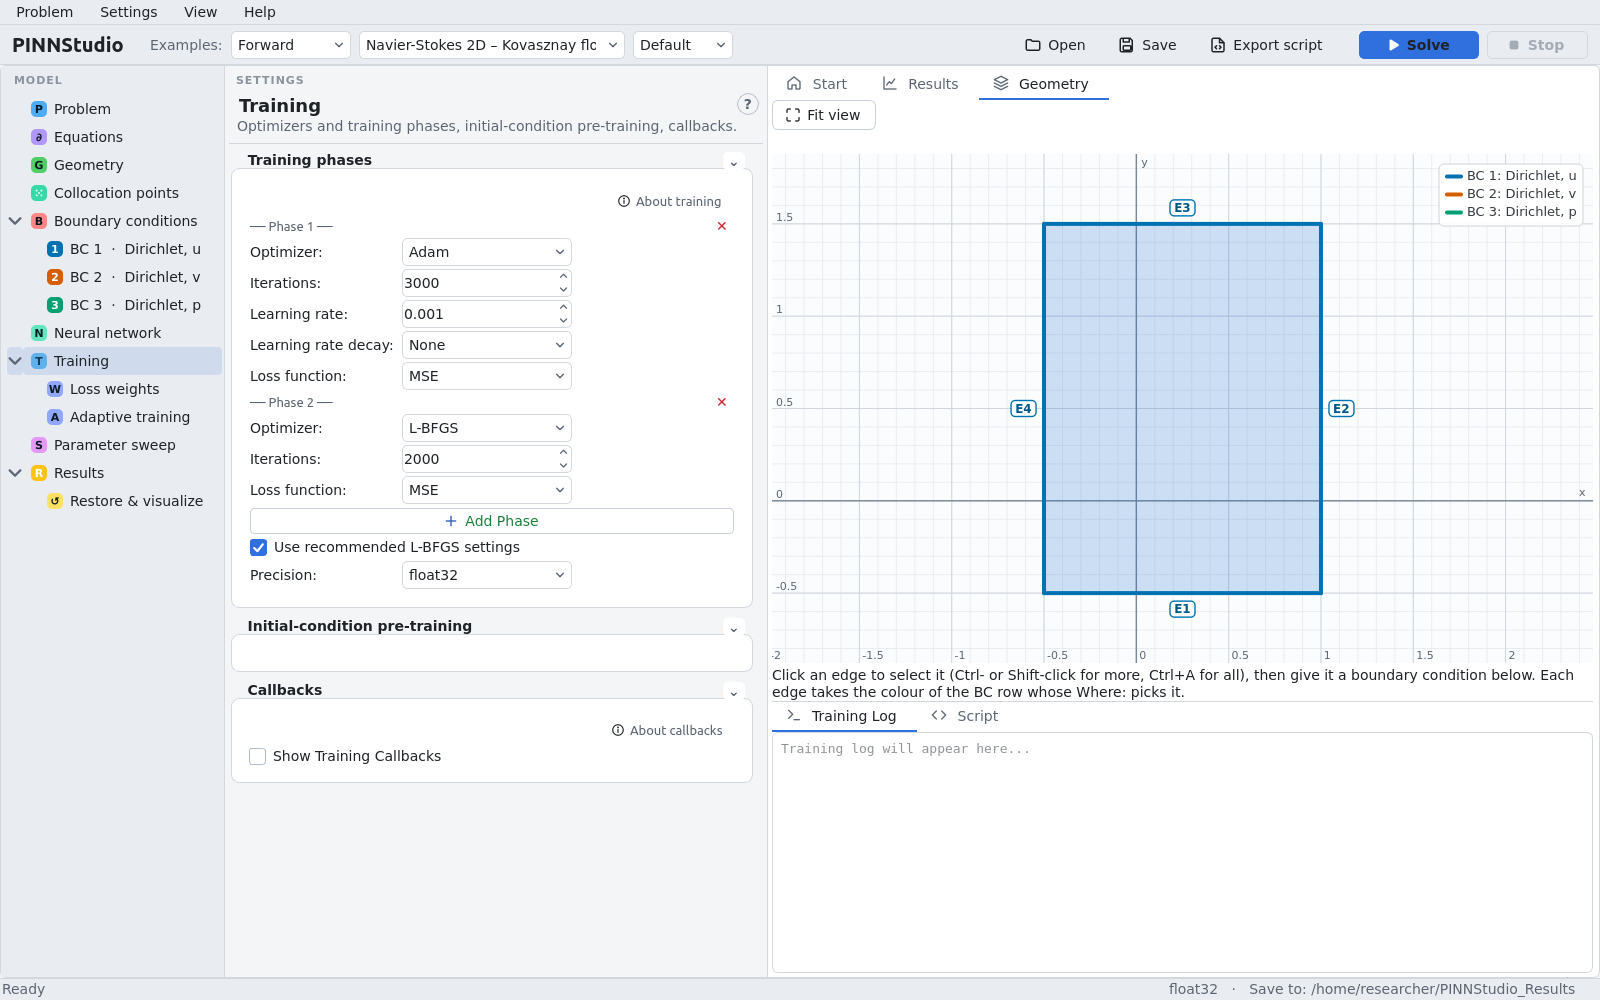 Problem Settings View Help
PINNStudio Examples: Forward Navier-Stokes 2D – Kovasznay flo Default Open Save Export script Solve Stop
MODEL
P Problem
∂ Equations
G Geometry
Collocation points
B Boundary conditions
1 BC 1 · Dirichlet, u
2 BC 2 · Dirichlet, v
3 BC 3 · Dirichlet, p
N Neural network
T Training
W Loss weights
A Adaptive training
S Parameter sweep
R Results
↺ Restore & visualize
SETTINGS
Training ?
Optimizers and training phases, initial-condition pre-training, callbacks.
Training phases
About training
Phase 1
Optimizer: Adam
Iterations: 3000
Learning rate: 0.001
Learning rate decay: None
Loss function: MSE
Phase 2
Optimizer: L-BFGS
Iterations: 2000
Loss function: MSE
+ Add Phase
Use recommended L-BFGS settings
Precision: float32
Initial-condition pre-training
Callbacks
About callbacks
Show Training Callbacks
Start Results Geometry
Fit view
y
BC 1: Dirichlet, u
BC 2: Dirichlet, v
BC 3: Dirichlet, p
E3
1.5
1
0.5
E4 E2
0 x
-0.5
E1
-2 -1.5 -1 -0.5 0 0.5 1 1.5 2
Click an edge to select it (Ctrl- or Shift-click for more, Ctrl+A for all), then give it a boundary condition below. Each
edge takes the colour of the BC row whose Where: picks it.
Training Log Script
Training log will appear here...
Ready float32 · Save to: /home/researcher/PINNStudio_Results